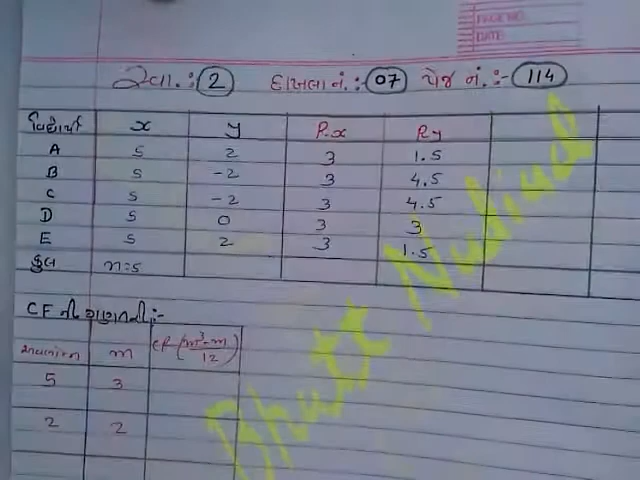 PAGE NO.
DATE
સ્વા.:- 2 દાખલા નં.:- 07 પેજ નં.:- 114
વિદ્યાર્થી x y Rx Ry
A 5 2 3 1.5
B 5 -2 3 4.5
C 5 -2 3 4.5
D 5 0 3 3
E 5 2 3 1.5
કુલ n=5
CF ની ગણતરી:-
અવલોકન m CF(m³-m/12)
5 3
2 2
Bhatt